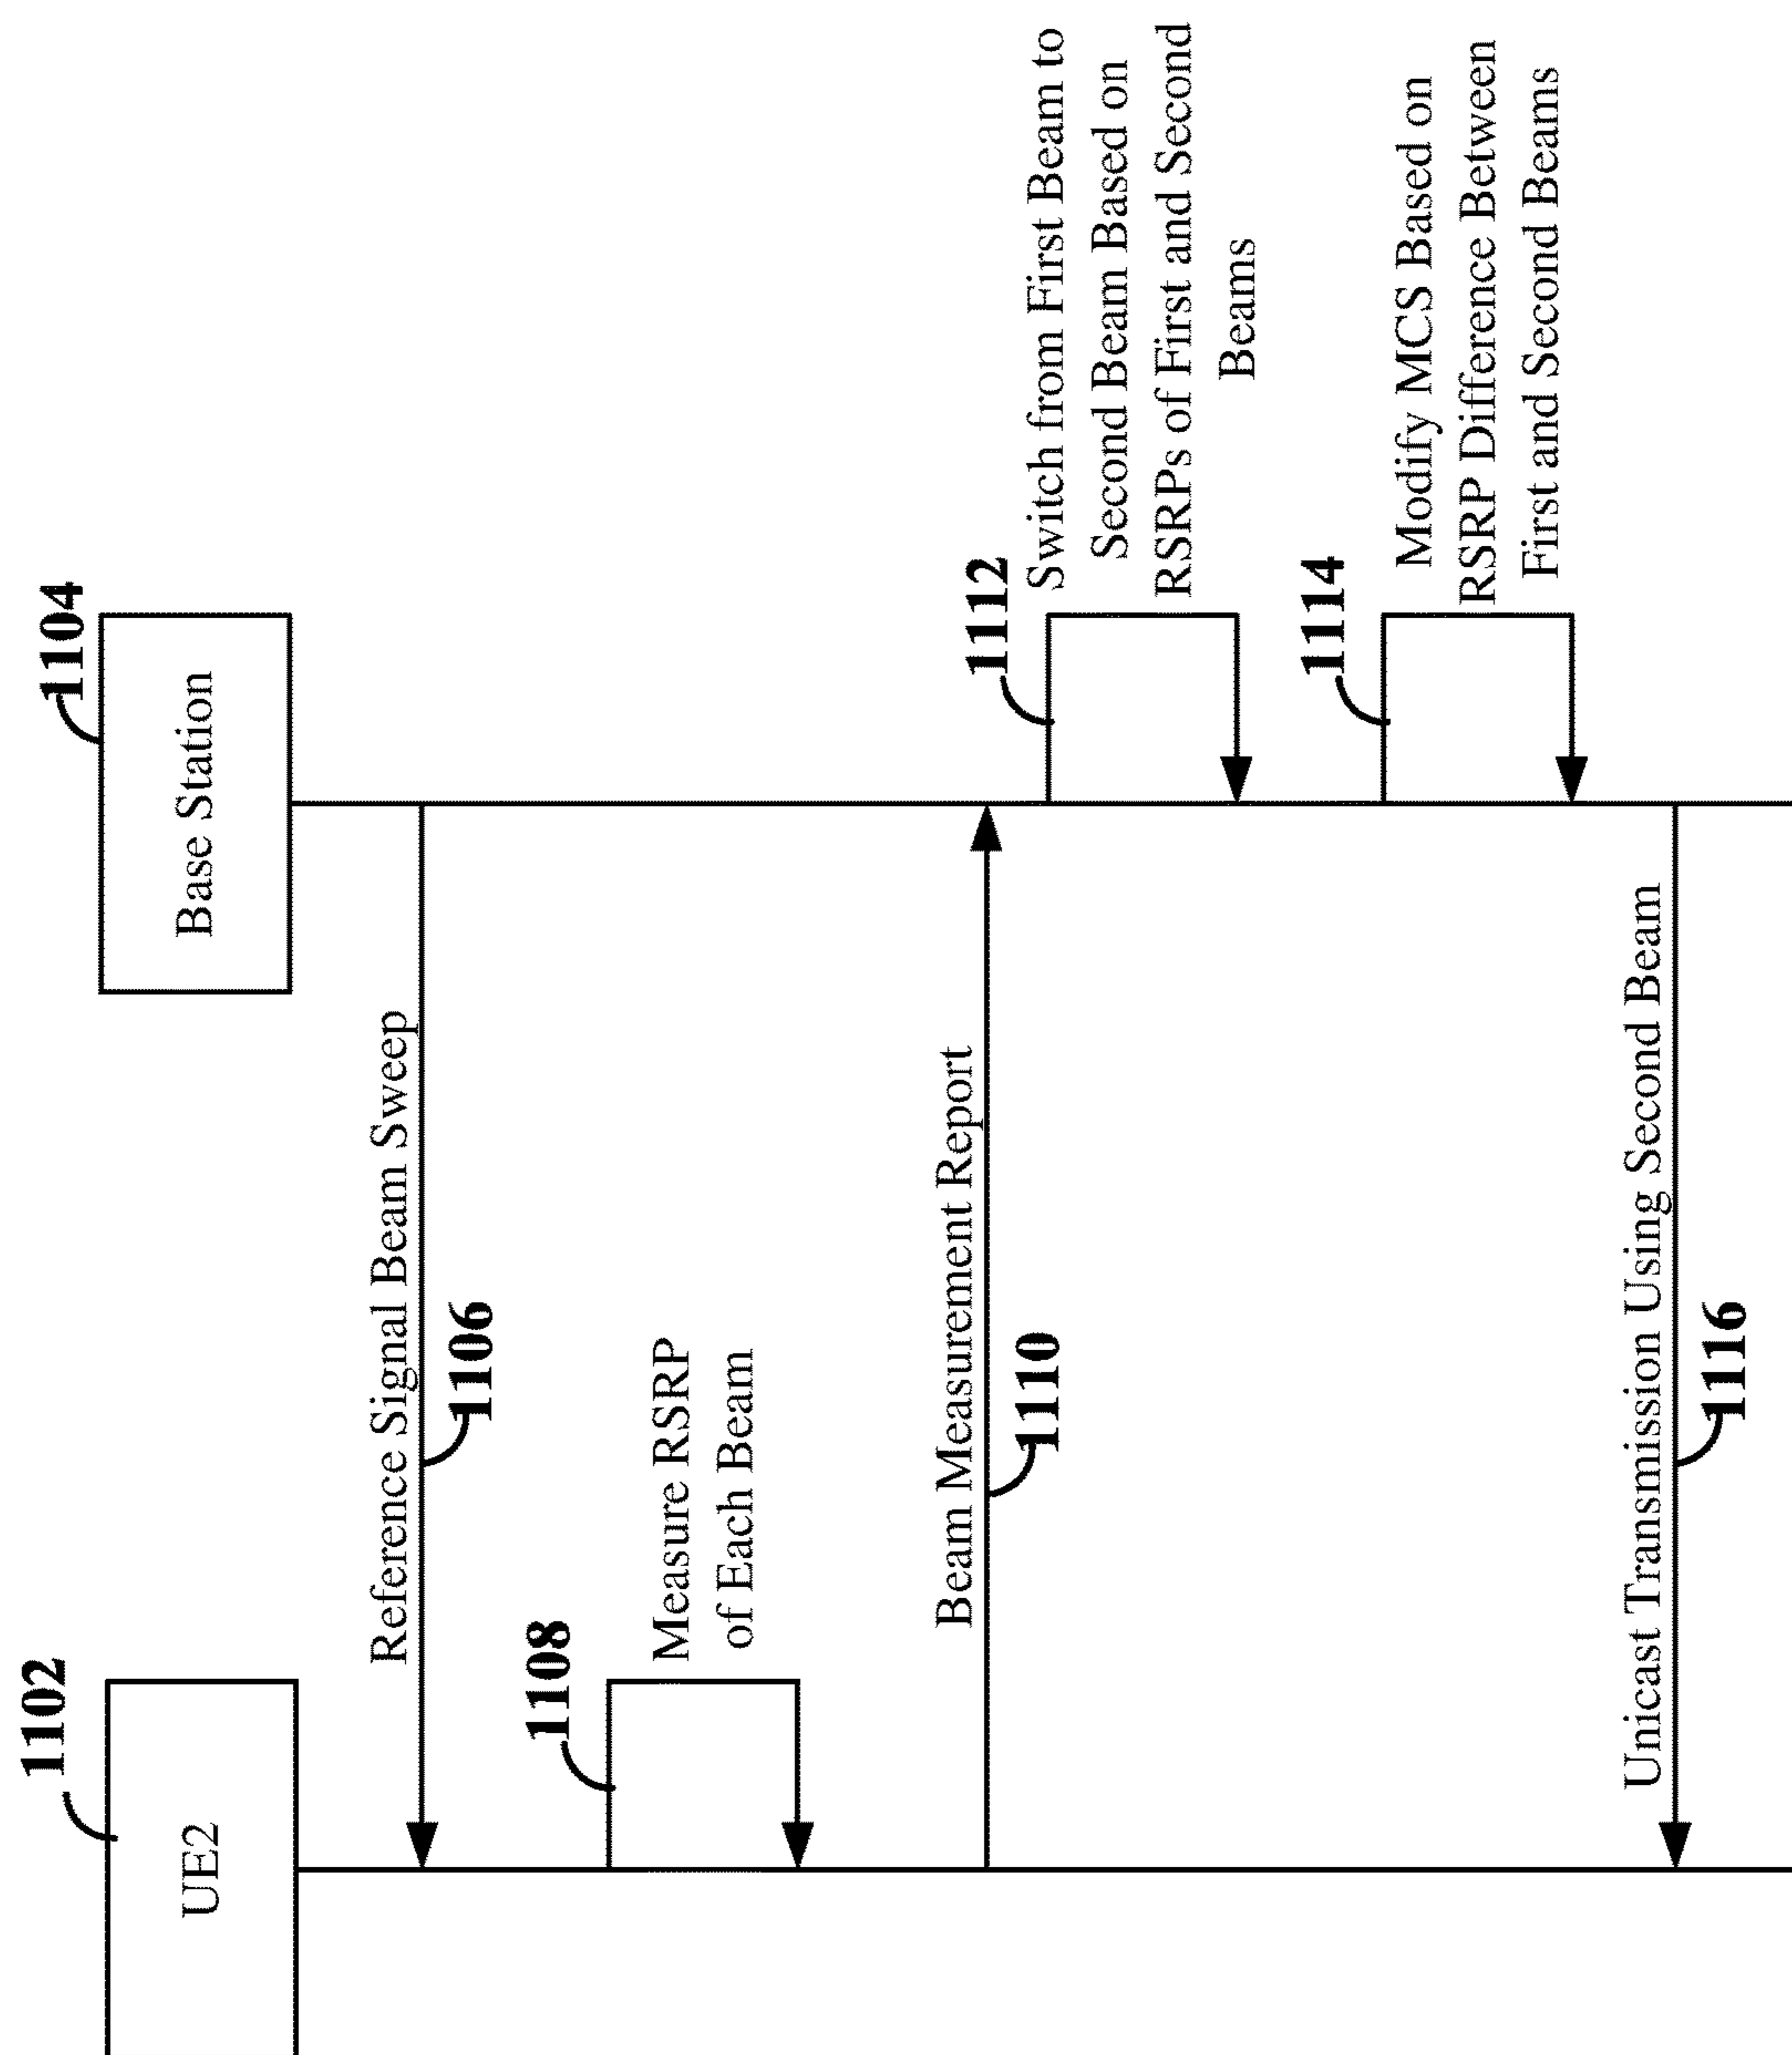 1102
UE2
1104
Base Station
Reference Signal Beam Sweep
1106
1108
Measure RSRP
of Each Beam
Beam Measurement Report
1110
1112
Switch from First Beam to
Second Beam Based on
RSRPs of First and Second
Beams
1114
Modify MCS Based on
RSRP Difference Between
First and Second Beams
Unicast Transmission Using Second Beam
1116